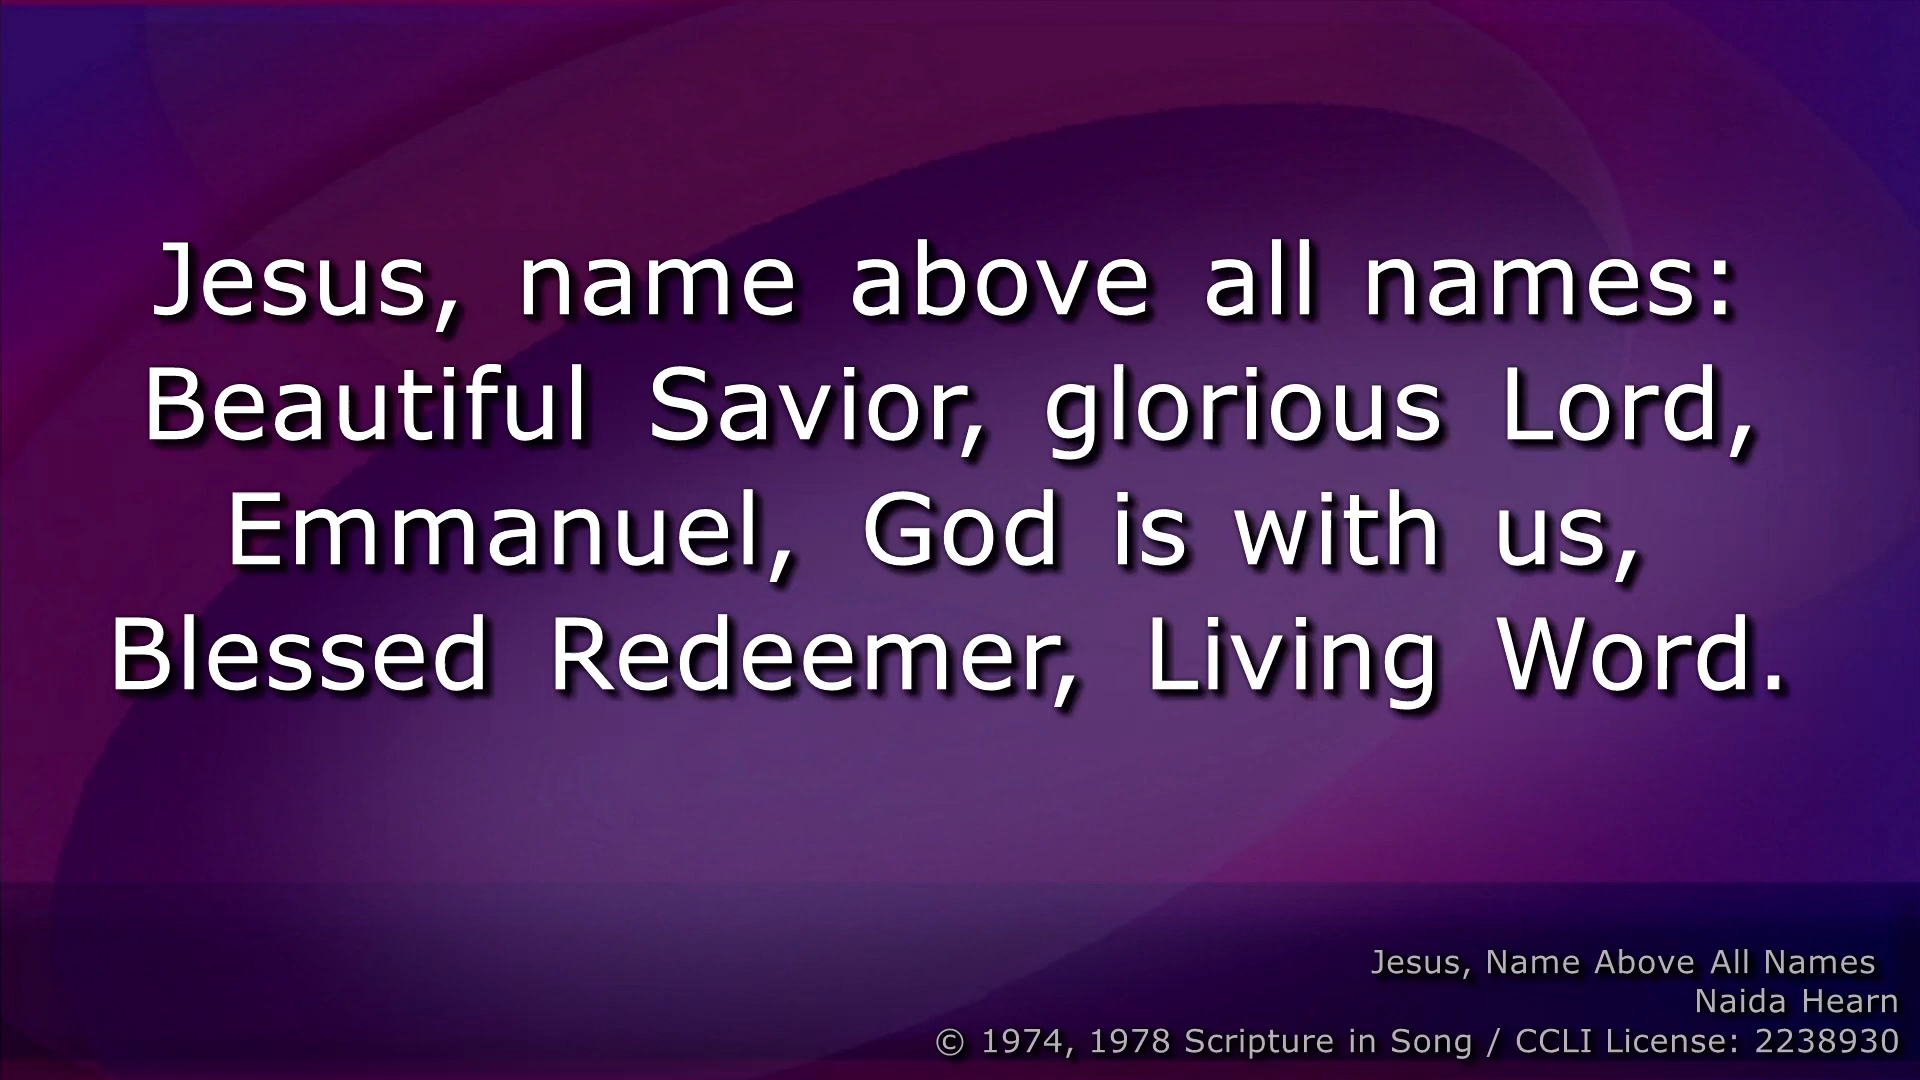 Jesus, name above all names:
Beautiful Savior, glorious Lord,
Emmanuel, God is with us,
Blessed Redeemer, Living Word.
Jesus, Name Above All Names
Naida Hearn
© 1974, 1978 Scripture in Song / CCLI License: 2238930